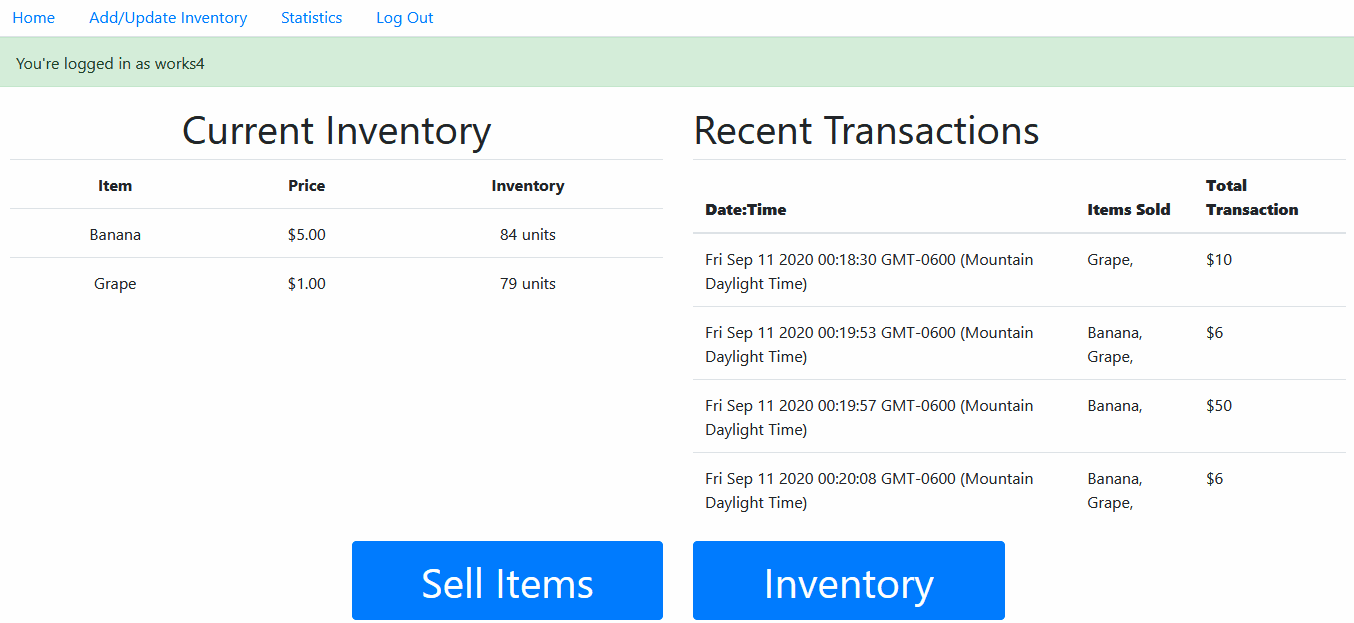 Home Add/Update Inventory Statistics Log Out
You're logged in as works4
Current Inventory
Item Price Inventory
Banana $5.00 84 units
Grape $1.00 79 units
Recent Transactions
Total
Date:Time Items Sold Transaction
Fri Sep 11 2020 00:18:30 GMT-0600 (Mountain Grape, $10
Daylight Time)
Fri Sep 11 2020 00:19:53 GMT-0600 (Mountain Banana, $6
Daylight Time) Grape,
Fri Sep 11 2020 00:19:57 GMT-0600 (Mountain Banana, $50
Daylight Time)
Fri Sep 11 2020 00:20:08 GMT-0600 (Mountain Banana, $6
Daylight Time) Grape,
Sell Items Inventory